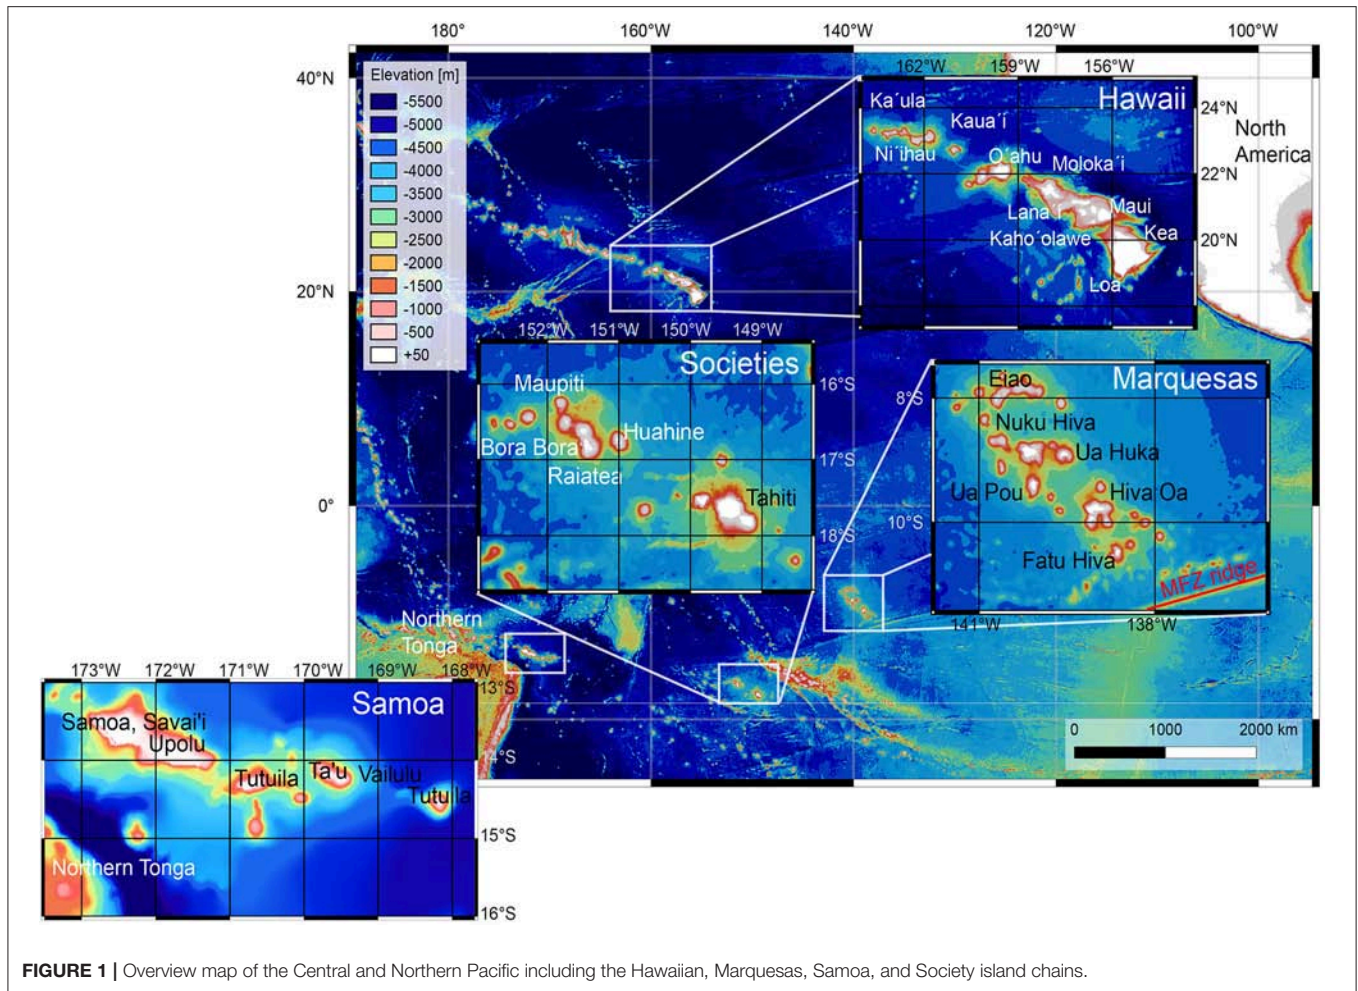 180°
160°W
140°W
120°W
100°W
40°N
20°N
0°
Elevation [m]
-5500
-5000
-4500
-4000
-3500
-3000
-2500
-2000
-1500
-1000
-500
+50
162°W
159°W
156°W
Hawaii
24°N
22°N
20°N
Ka´ula
Kaua´i
Ni´ihau
O´ahu
Moloka´i
Lana´i
Maui
Kaho´olawe
Kea
Loa
North
America
152°W
151°W
150°W
149°W
Societies
16°S
17°S
18°S
Maupiti
Bora Bora
Huahine
Raiatea
Tahiti
Marquesas
8°S
10°S
Eiao
Nuku Hiva
Ua Huka
Ua Pou
Hiva Oa
Fatu Hiva
MFZ ridge
141°W
138°W
Northern
Tonga
173°W
172°W
171°W
170°W
169°W
168°W
13°S
4°S
15°S
16°S
Samoa
Samoa, Savai'i
Upolu
Tutuila
Ta'u
Vailulu
Tutuila
Northern Tonga
0
1000
2000 km
FIGURE 1 | Overview map of the Central and Northern Pacific including the Hawaiian, Marquesas, Samoa, and Society island chains.